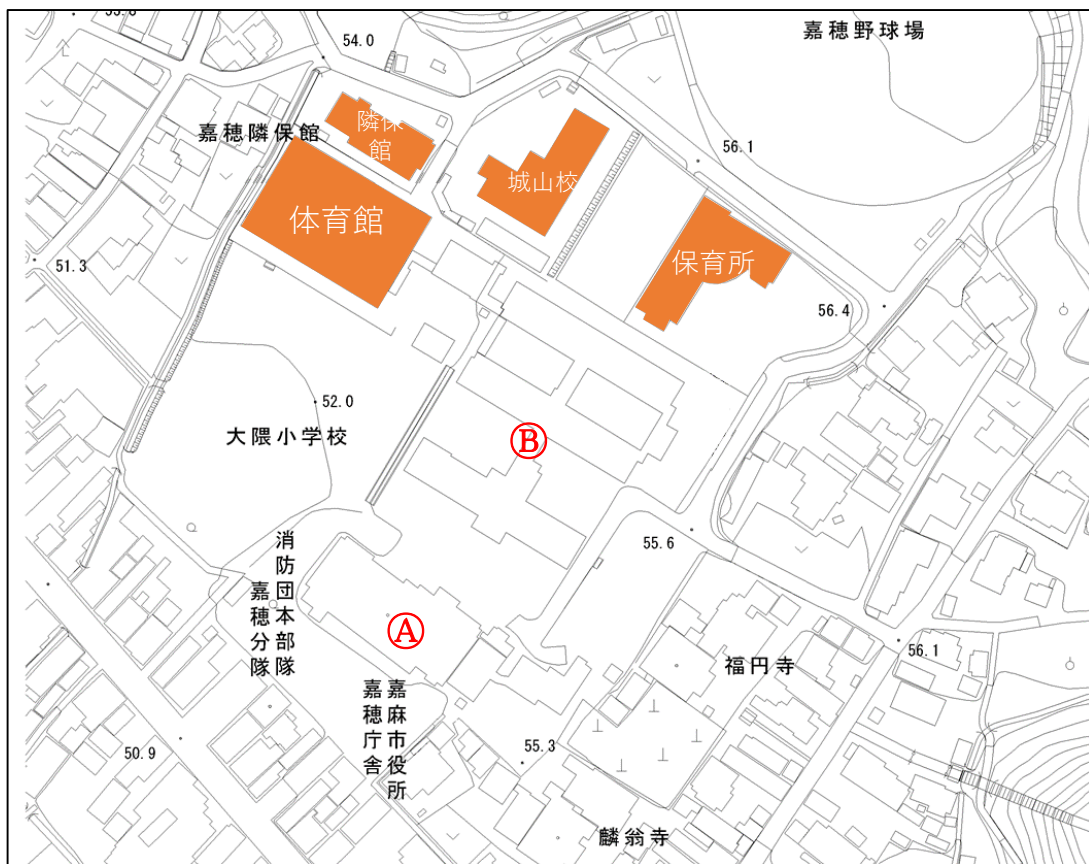 嘉穂野球場
54.0
隣保
館
嘉穂隣保館
56.1
城山校
体育館
保育所
51.3
56.4
52.0
大隈小学校
Ⓑ
55.6
消防団本部隊
嘉穂分隊
Ⓐ
56.1
福円寺
嘉麻市役所
嘉穂庁舎
50.9
55.3
麟翁寺